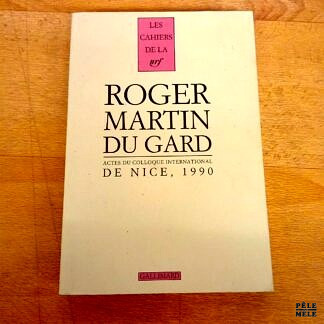 LES
CAHIERS
DE LA
nrf
ROGER
MARTIN
DU GARD
ACTES DU COLLOQUE INTERNATIONAL
DE NICE, 1990
GALLIMARD
PÊLE
MÊLE